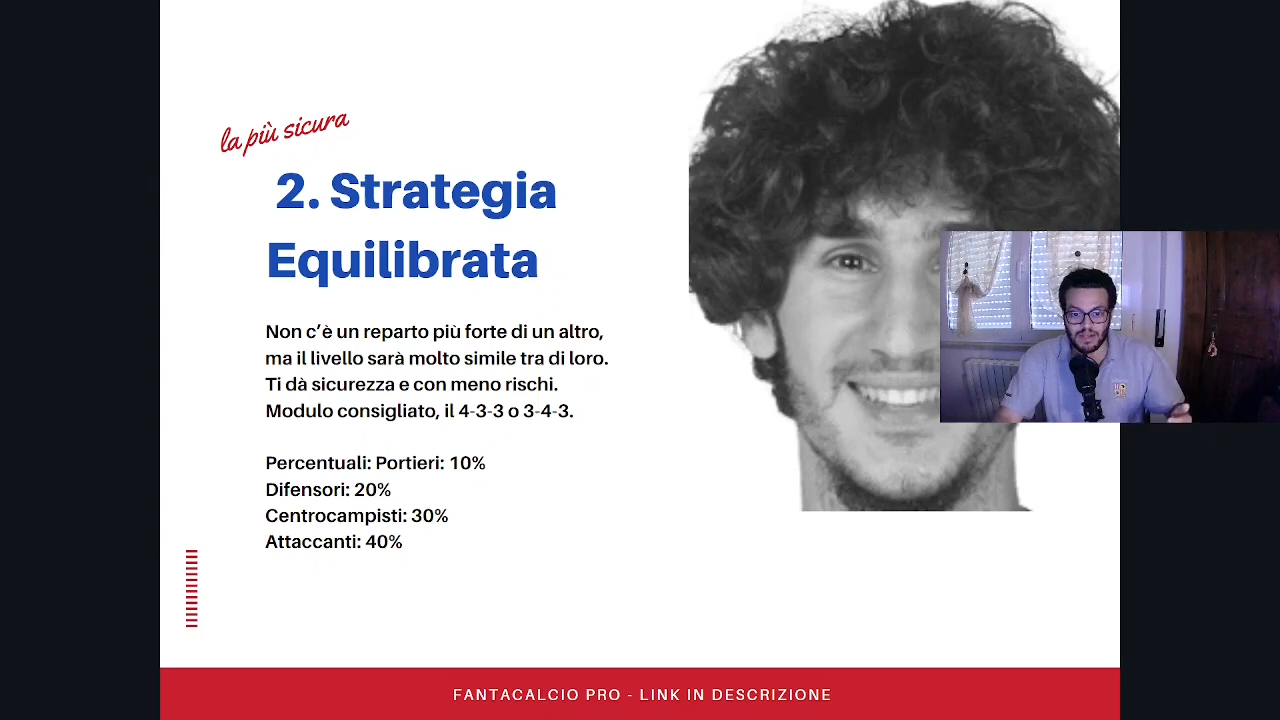 la più sicura
2. Strategia
Equilibrata
Non c’è un reparto più forte di un altro,
ma il livello sarà molto simile tra di loro.
Ti dà sicurezza e con meno rischi.
Modulo consigliato, il 4-3-3 o 3-4-3.
Percentuali: Portieri: 10%
Difensori: 20%
Centrocampisti: 30%
Attaccanti: 40%
FANTACALCIO PRO - LINK IN DESCRIZIONE